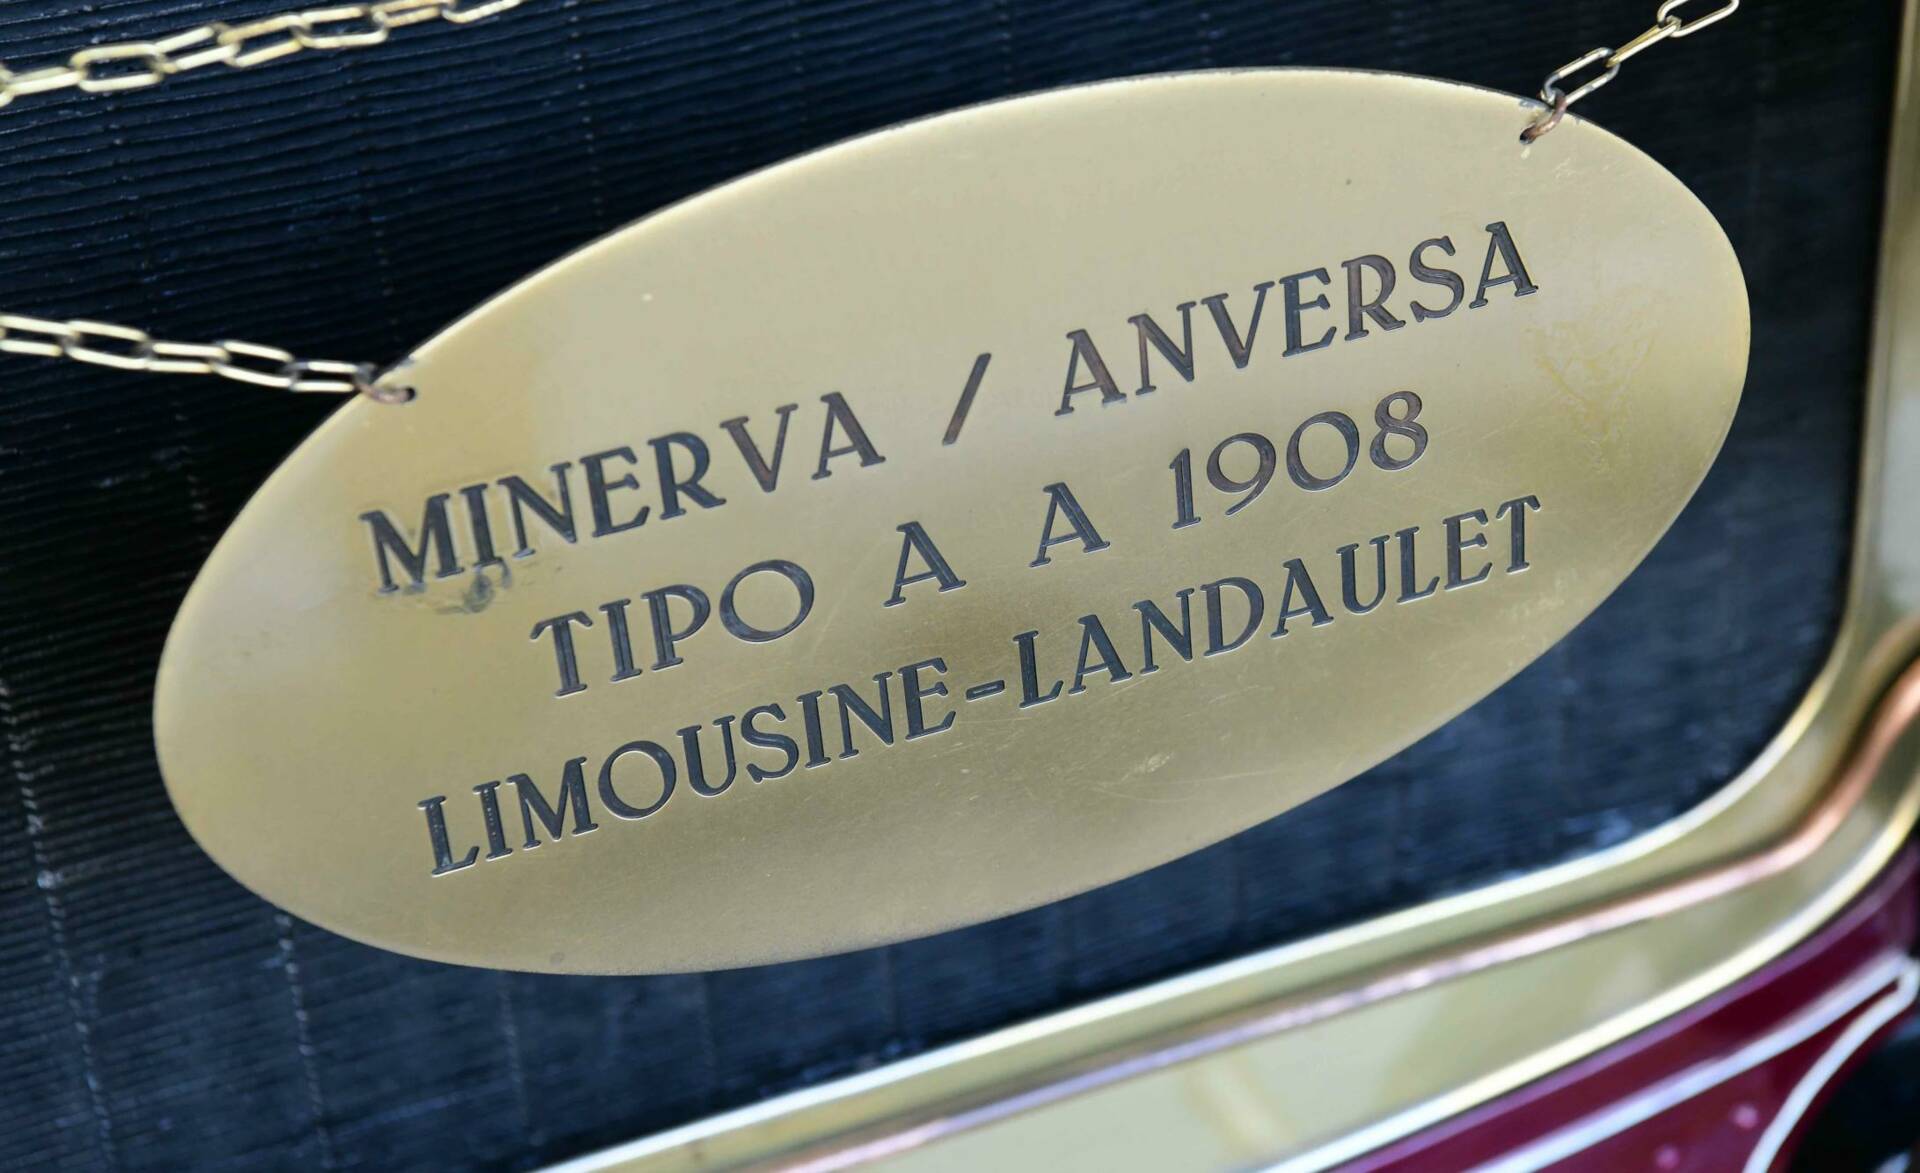 MINERVA / ANVERSA
TIPO A A 1908
LIMOUSINE-LANDAULET